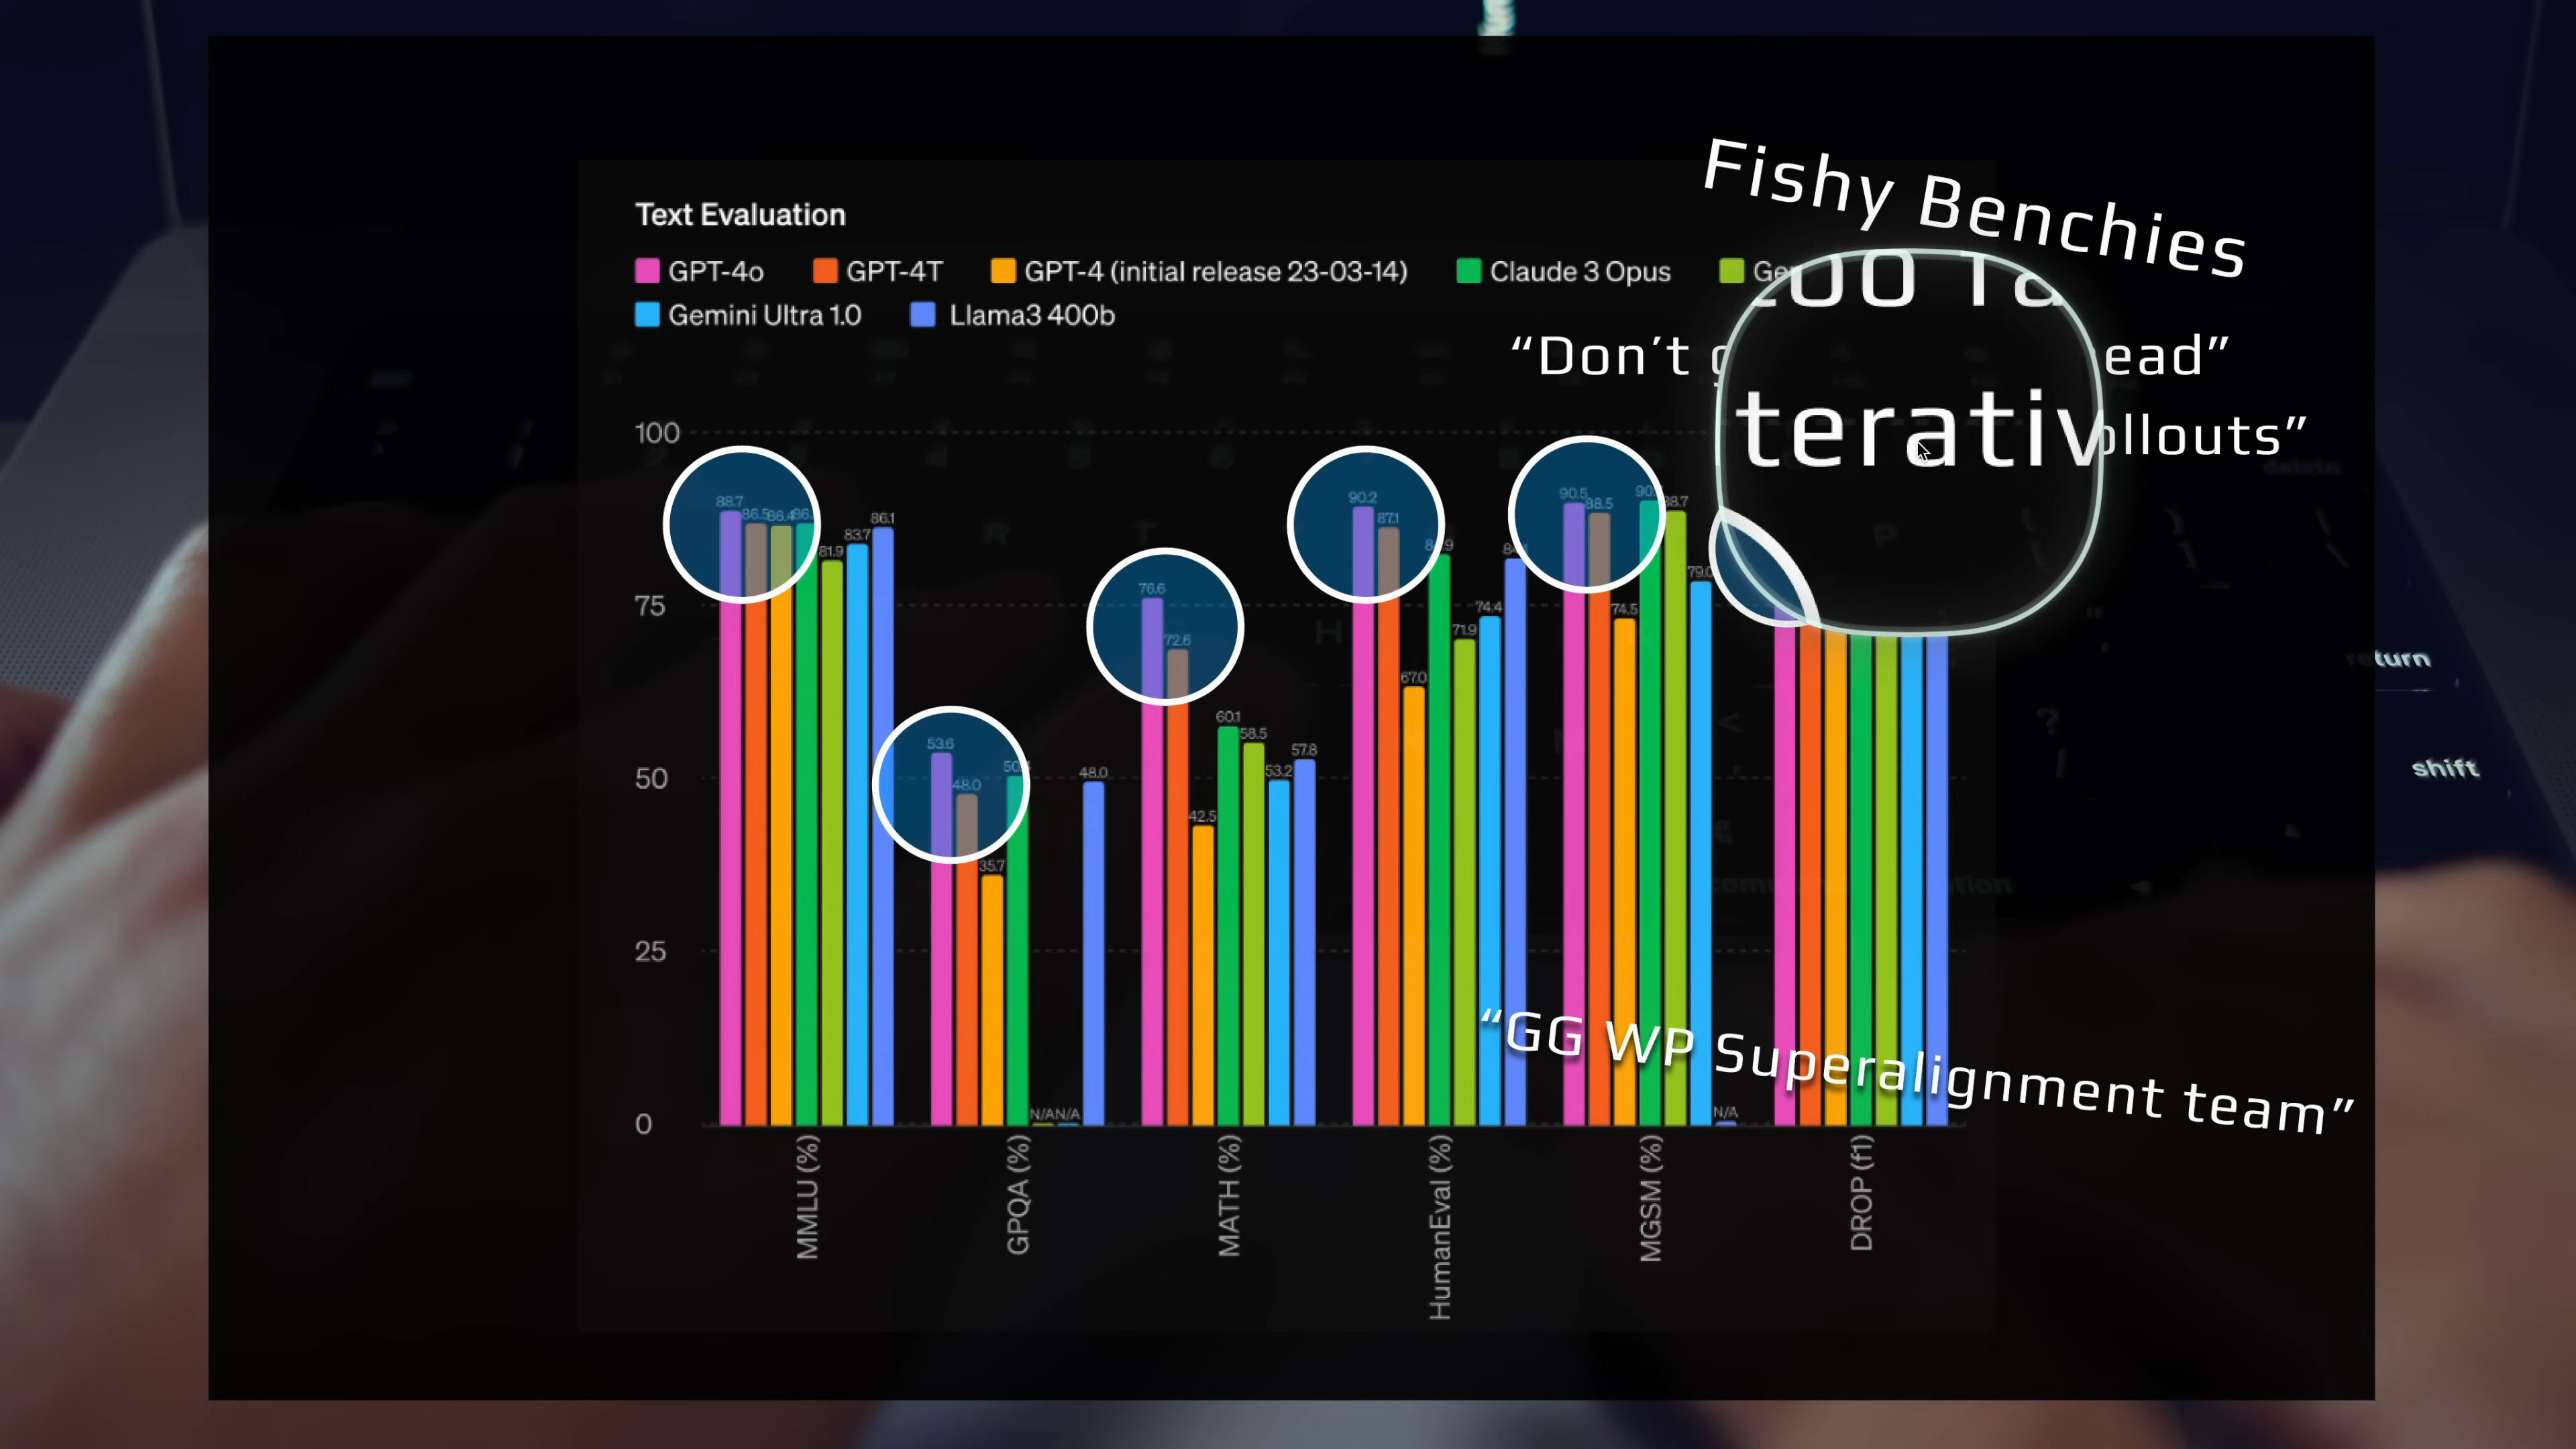 Fishy Benchies
Text Evaluation
GPT-4o GPT-4T GPT-4 (initial release 23-03-14) Claude 3 Opus
Gemini Ultra 1.0 Llama3 400b
“Don’t
ead”
terativ
ollouts”
100
75
50
25
0
88.7 86.5 86.4 81.9 83.7 86.1
53.6 48.0 35.7 N/A N/A 48.0
76.6 72.6 42.5 60.1 58.5 53.2 57.8
90.2 87.1 67.0 71.9 74.4
90.5 88.5 74.5 88.7 79.0 N/A
“GG WP Superalignment team”
MMLU (%)
GPQA (%)
MATH (%)
HumanEval (%)
MGSM (%)
DROP (f1)
return
shift